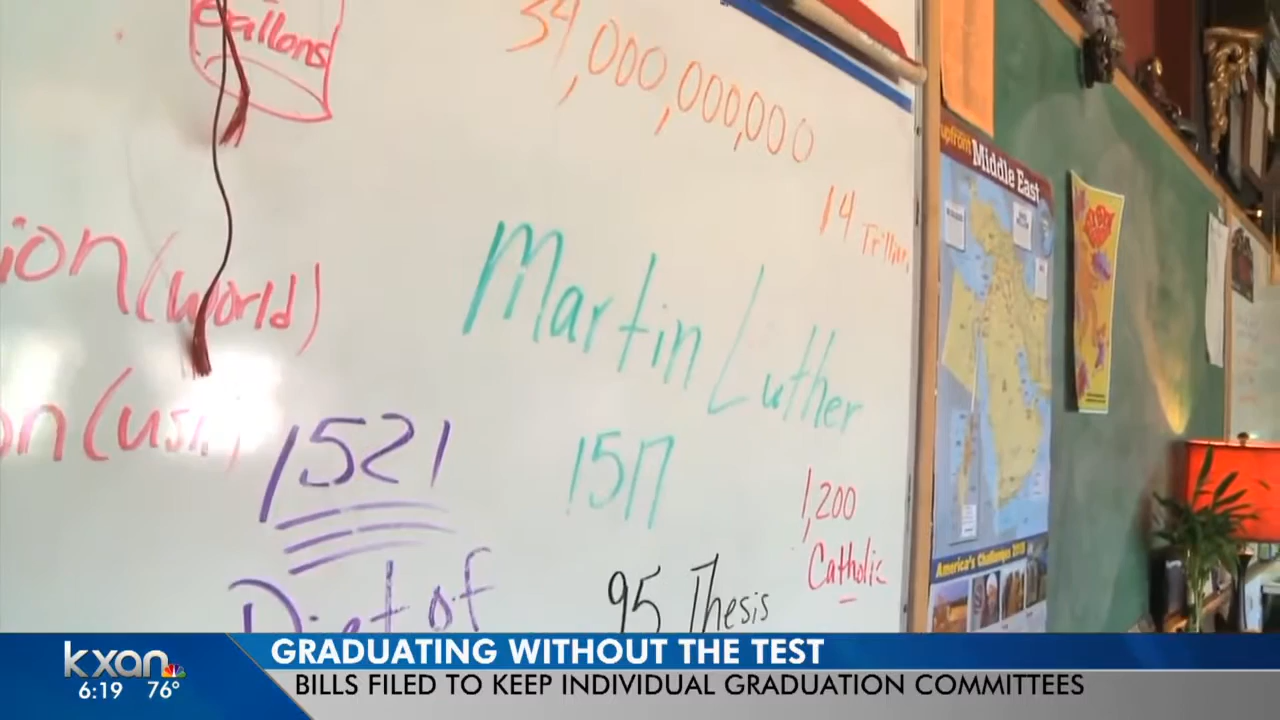 Gallons
34,000,000,000
14 Trillion
ion (world)
on (usa)
Martin Luther
1521
1517
1,200
Catholic
Diet of
95 Thesis
upfront Middle East
America's Challenges 2010
kxan
6:19 76°
GRADUATING WITHOUT THE TEST
BILLS FILED TO KEEP INDIVIDUAL GRADUATION COMMITTEES